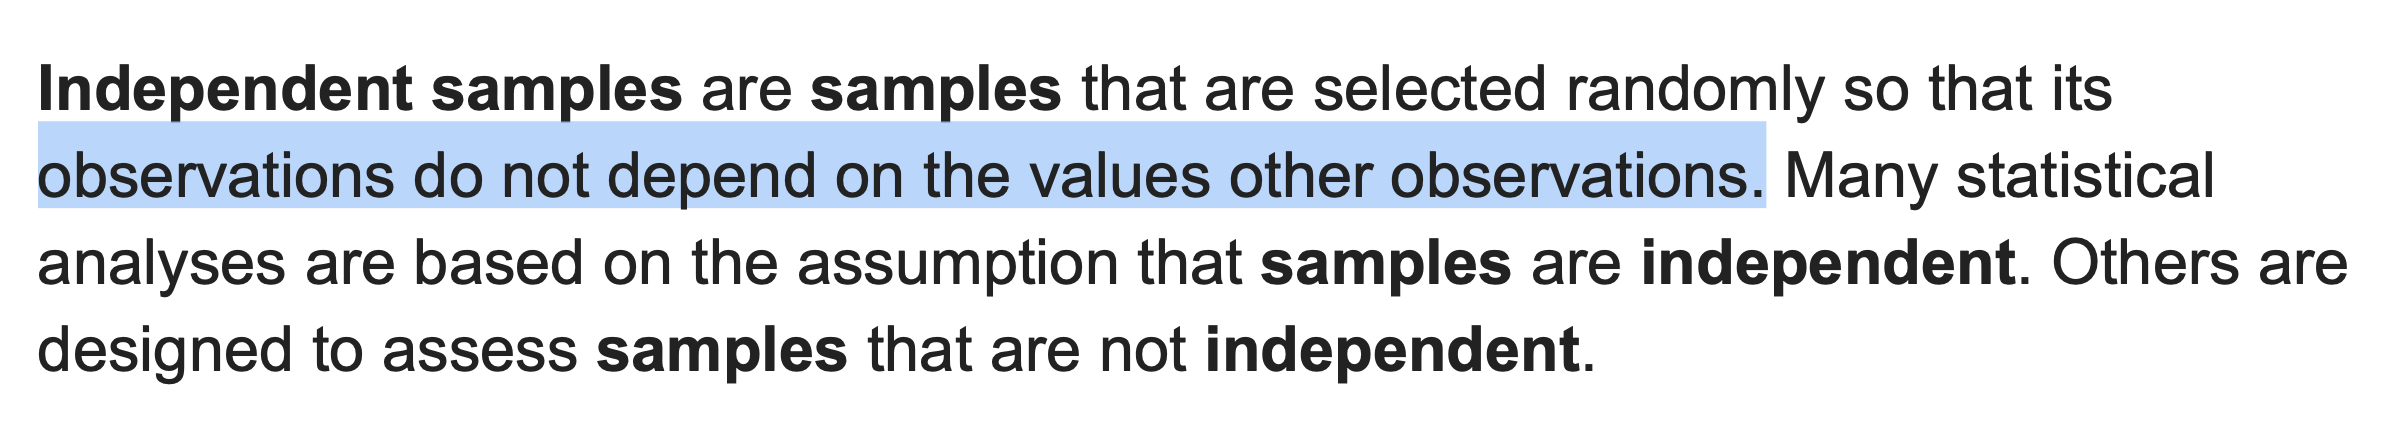 Independent samples are samples that are selected randomly so that its
observations do not depend on the values other observations. Many statistical
analyses are based on the assumption that samples are independent. Others are
designed to assess samples that are not independent.